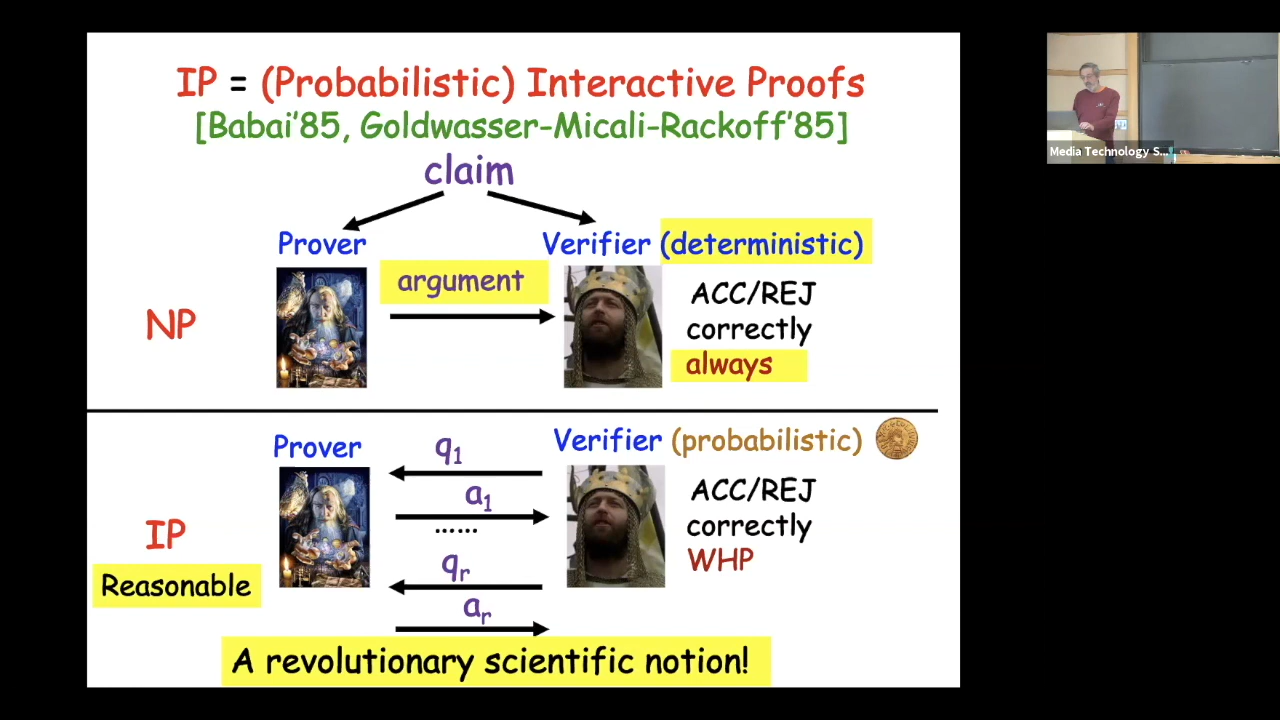 IP = (Probabilistic) Interactive Proofs
[Babai'85, Goldwasser-Micali-Rackoff'85]
claim
Prover
Verifier (deterministic)
argument
NP
ACC/REJ
correctly
always
Prover
Verifier (probabilistic)
q1
a1
......
qr
ar
IP
Reasonable
ACC/REJ
correctly
WHP
A revolutionary scientific notion!
Media Technology S...